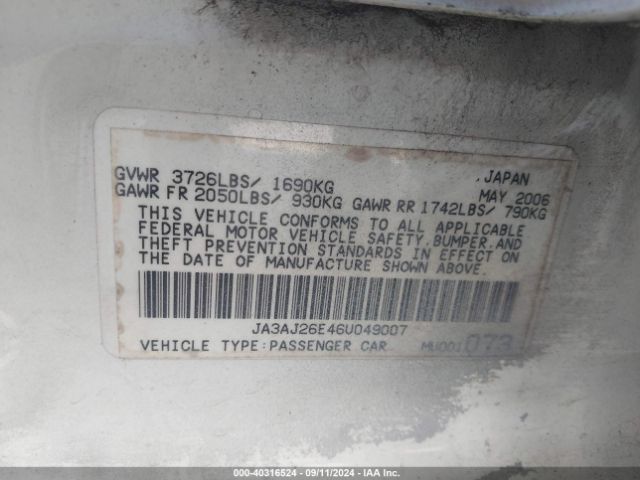 GVWR 3726LBS/ 1690KG JAPAN
GAWR FR 2050LBS/ 930KG GAWR RR 1742LBS/ 790KG MAY 2006
THIS VEHICLE CONFORMS TO ALL APPLICABLE
FEDERAL MOTOR VEHICLE SAFETY, BUMPER, AND
THEFT PREVENTION STANDARDS IN EFFECT ON
THE DATE OF MANUFACTURE SHOWN ABOVE.
JA3AJ26E46U049007
VEHICLE TYPE: PASSENGER CAR MU001073
000-40316524 - 09/11/2024 - IAA Inc.